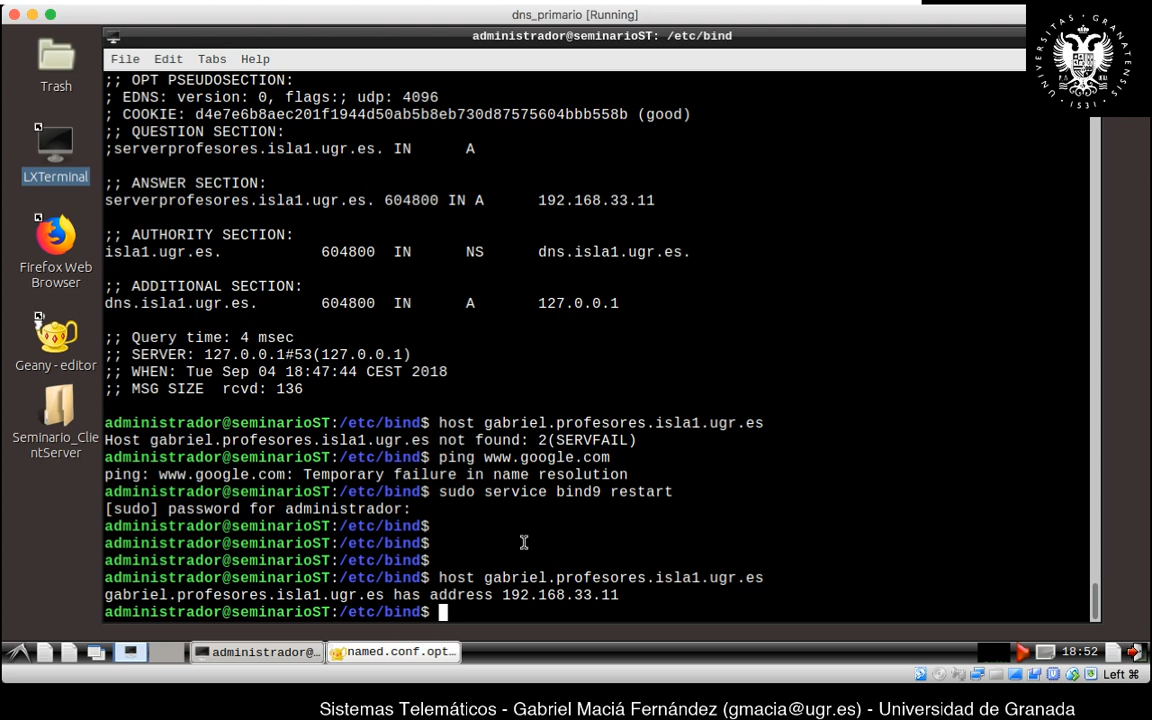 dns_primario [Running]
administrador@seminarioST: /etc/bind
File Edit Tabs Help
;; OPT PSEUDOSECTION:
; EDNS: version: 0, flags:; udp: 4096
; COOKIE: d4e7e6b8aec201f1944d50ab5b8eb730d87575604bbb558b (good)
;; QUESTION SECTION:
;serverprofesores.isla1.ugr.es. IN A
;; ANSWER SECTION:
serverprofesores.isla1.ugr.es. 604800 IN A 192.168.33.11
;; AUTHORITY SECTION:
isla1.ugr.es. 604800 IN NS dns.isla1.ugr.es.
;; ADDITIONAL SECTION:
dns.isla1.ugr.es. 604800 IN A 127.0.0.1
;; Query time: 4 msec
;; SERVER: 127.0.0.1#53(127.0.0.1)
;; WHEN: Tue Sep 04 18:47:44 CEST 2018
;; MSG SIZE rcvd: 136
administrador@seminarioST:/etc/bind$ host gabriel.profesores.isla1.ugr.es
Host gabriel.profesores.isla1.ugr.es not found: 2(SERVFAIL)
administrador@seminarioST:/etc/bind$ ping www.google.com
ping: www.google.com: Temporary failure in name resolution
administrador@seminarioST:/etc/bind$ sudo service bind9 restart
[sudo] password for administrador:
administrador@seminarioST:/etc/bind$
administrador@seminarioST:/etc/bind$
administrador@seminarioST:/etc/bind$
administrador@seminarioST:/etc/bind$ host gabriel.profesores.isla1.ugr.es
gabriel.profesores.isla1.ugr.es has address 192.168.33.11
administrador@seminarioST:/etc/bind$
Trash
LXTerminal
Firefox Web
Browser
Geany - editor
Seminario_Clie
ntServer
administrador@...
named.conf.opt...
18:52
Left ⌘
UNIVERSITAS GRANATENSIS
1531
Sistemas Telemáticos - Gabriel Maciá Fernández (gmacia@ugr.es) - Universidad de Granada